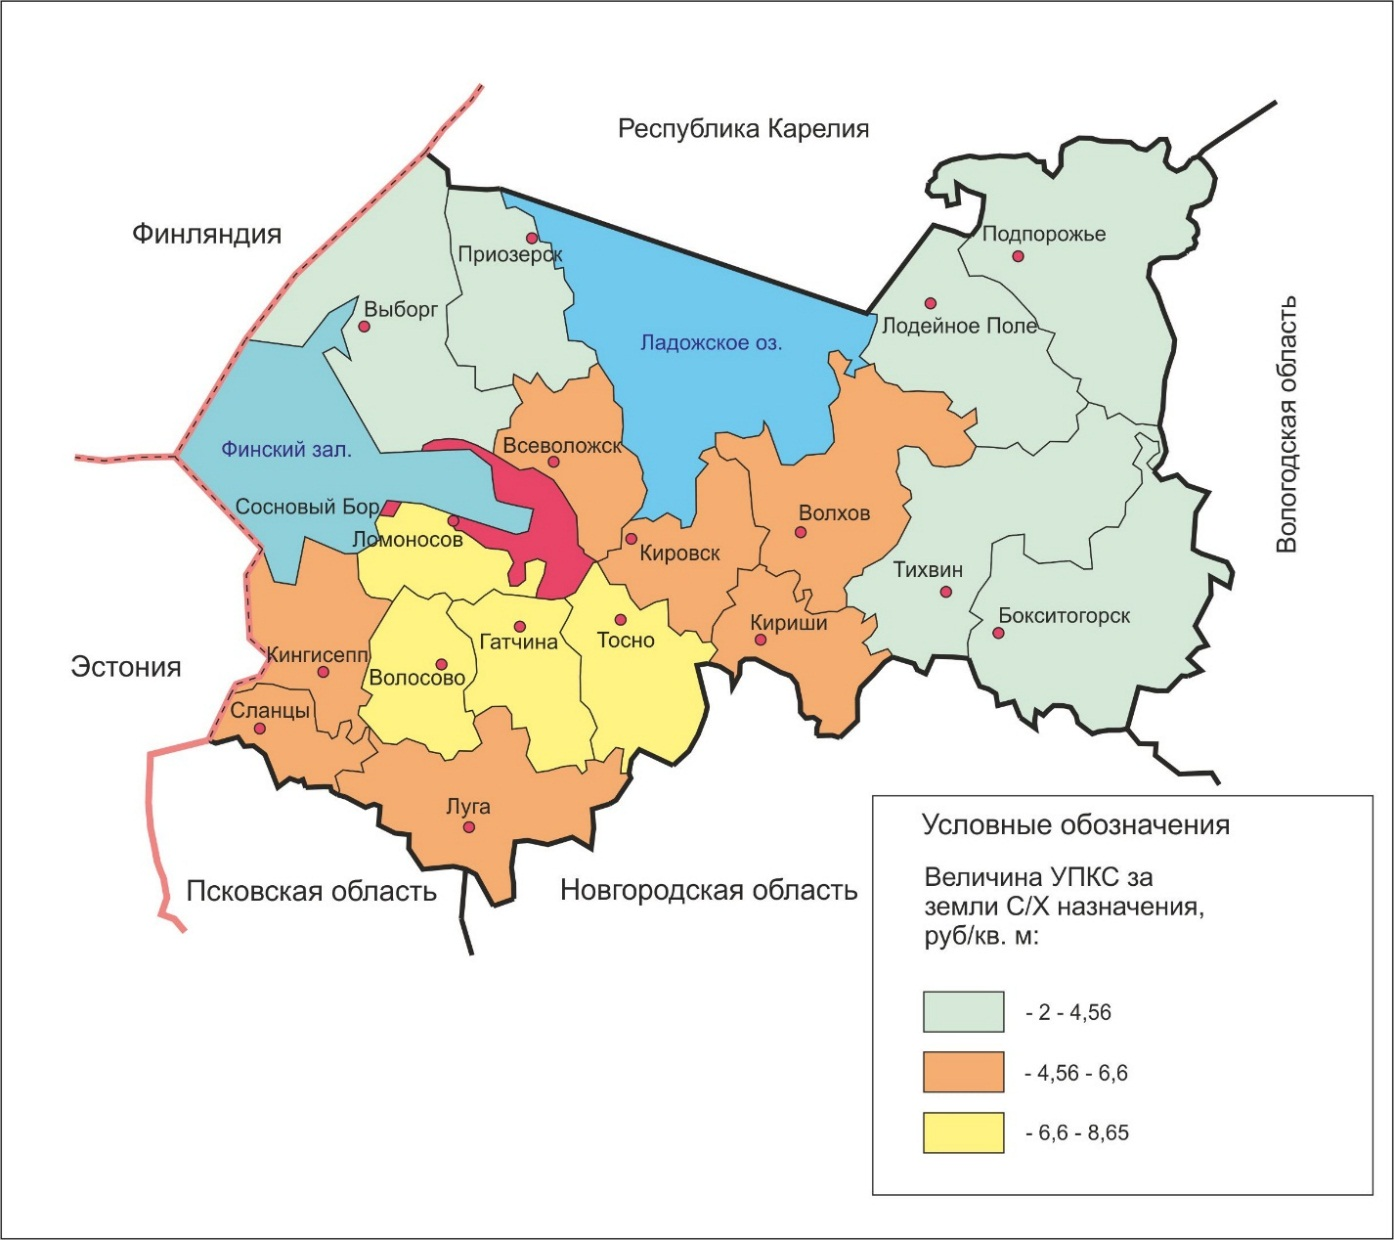 Республика Карелия
Финляндия
Подпорожье
Приозерск
Выборг
Лодейное Поле
Ладожское оз.
Вологодская область
Финский зал.
Всеволожск
Сосновый Бор
Ломоносов
Волхов
Кировск
Тихвин
Бокситогорск
Кириши
Гатчина
Тосно
Эстония
Кингисепп
Волосово
Сланцы
Луга
Псковская область
Новгородская область
Условные обозначения
Величина УПКС за
земли С/Х назначения,
руб/кв. м:
- 2 - 4,56
- 4,56 - 6,6
- 6,6 - 8,65